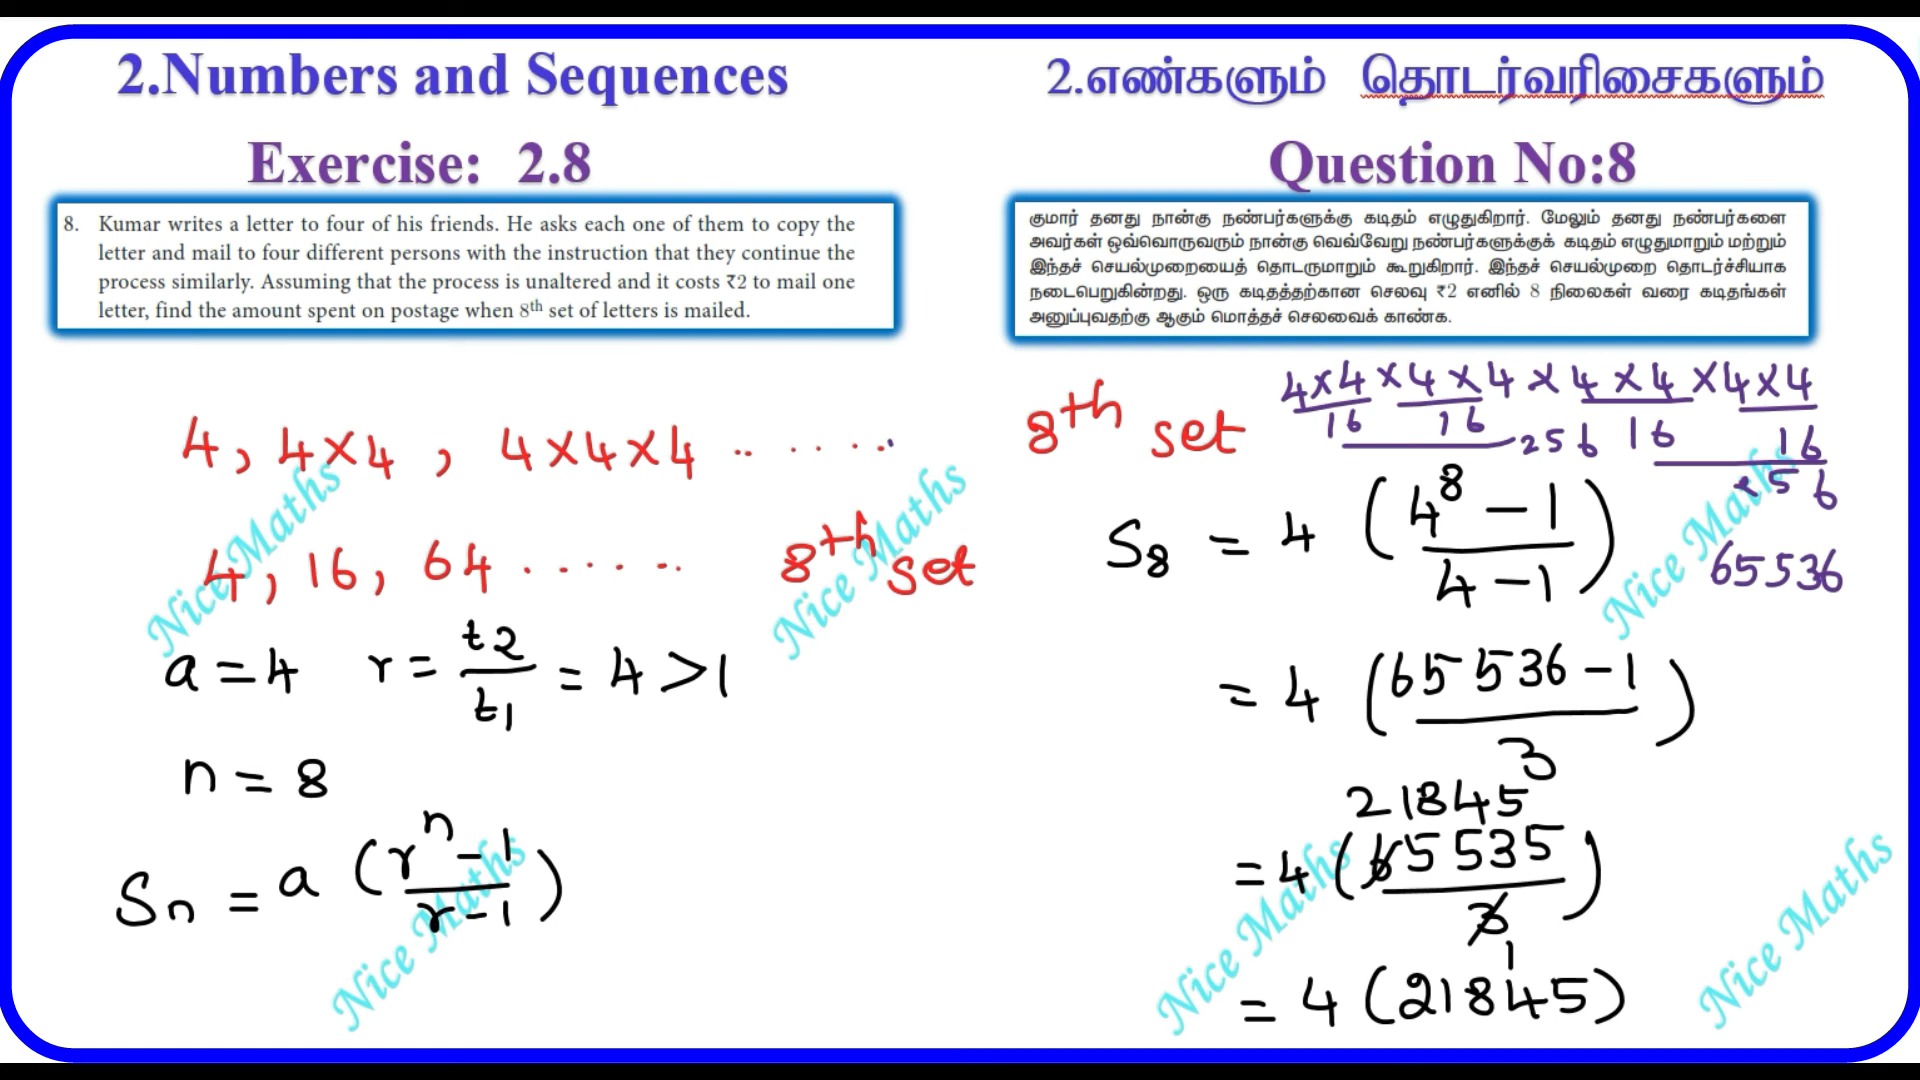 2.Numbers and Sequences
2.எண்களும் தொடர்வரிசைகளும்
Exercise: 2.8
Question No:8
8. Kumar writes a letter to four of his friends. He asks each one of them to copy the
letter and mail to four different persons with the instruction that they continue the
process similarly. Assuming that the process is unaltered and it costs ₹2 to mail one
letter, find the amount spent on postage when 8th set of letters is mailed.
குமார் தனது நான்கு நண்பர்களுக்கு கடிதம் எழுதுகிறார். மேலும் தனது நண்பர்களை
அவர்கள் ஒவ்வொருவரும் நான்கு வெவ்வேறு நண்பர்களுக்குக் கடிதம் எழுதுமாறும் மற்றும்
இந்தச் செயல்முறையைத் தொடருமாறும் கூறுகிறார். இந்தச் செயல்முறை தொடர்ச்சியாக
நடைபெறுகின்றது. ஒரு கடிதத்தற்கான செலவு ₹2 எனில் 8 நிலைகள் வரை கடிதங்கள்
அனுப்புவதற்கு ஆகும் மொத்தச் செலவைக் காண்க.
4, 4×4, 4×4×4 .......
4, 16, 64 ...... 8th set
a = 4 r = t2/t1 = 4 > 1
n = 8
Sn = a (r^n - 1 / r - 1)
8th set
4×4×4×4×4×4×4×4
16 16 16 16
256 256
65536
S8 = 4 (4^8 - 1 / 4 - 1)
= 4 (65536 - 1 / 3)
21845
= 4 (65535 / 3)
1
= 4 (21845)
Nice Maths
Nice Maths
Nice Maths
Nice Maths
Nice Maths
Nice Maths